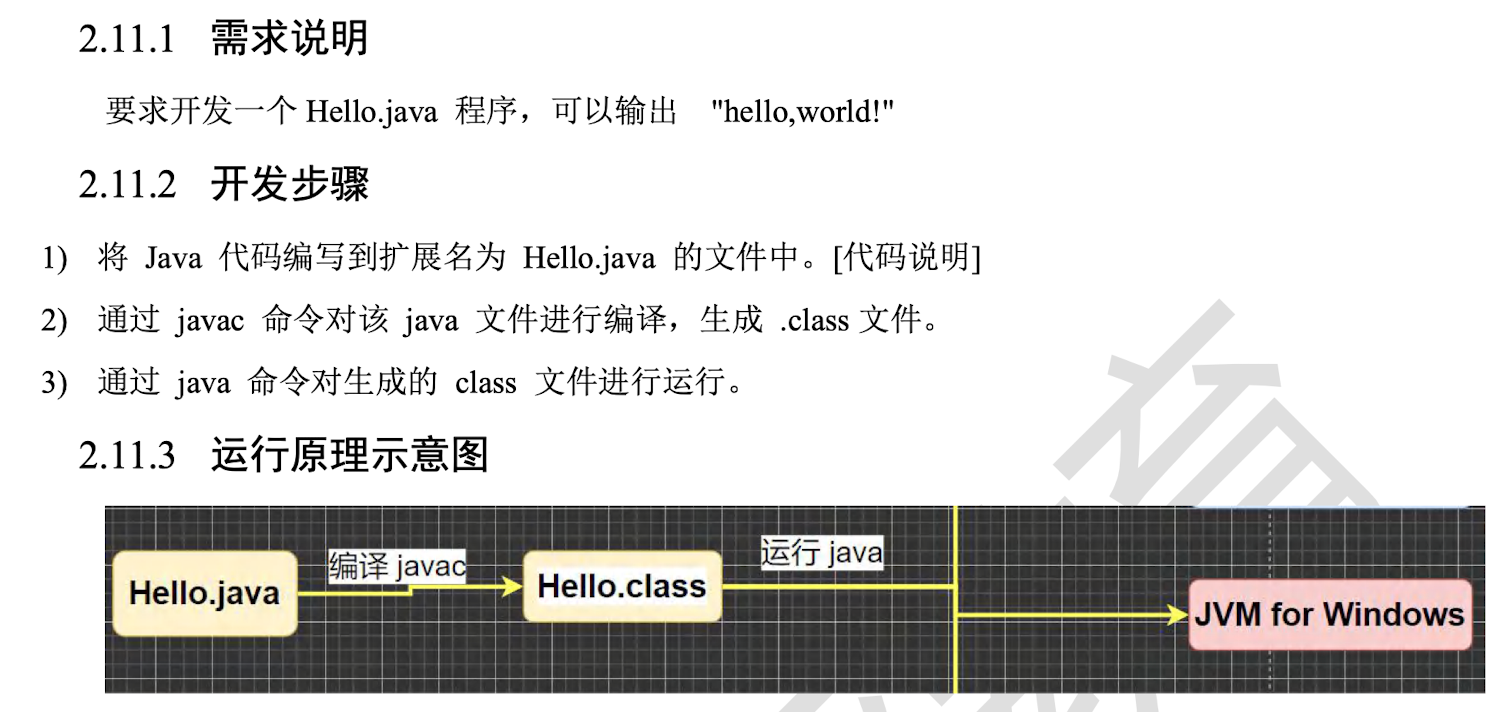 2.11.1 需求说明
要求开发一个 Hello.java 程序，可以输出 "hello,world!"
2.11.2 开发步骤
1) 将 Java 代码编写到扩展名为 Hello.java 的文件中。[代码说明]
2) 通过 javac 命令对该 java 文件进行编译，生成 .class 文件。
3) 通过 java 命令对生成的 class 文件进行运行。
2.11.3 运行原理示意图
Hello.java
编译 javac
Hello.class
运行 java
JVM for Windows